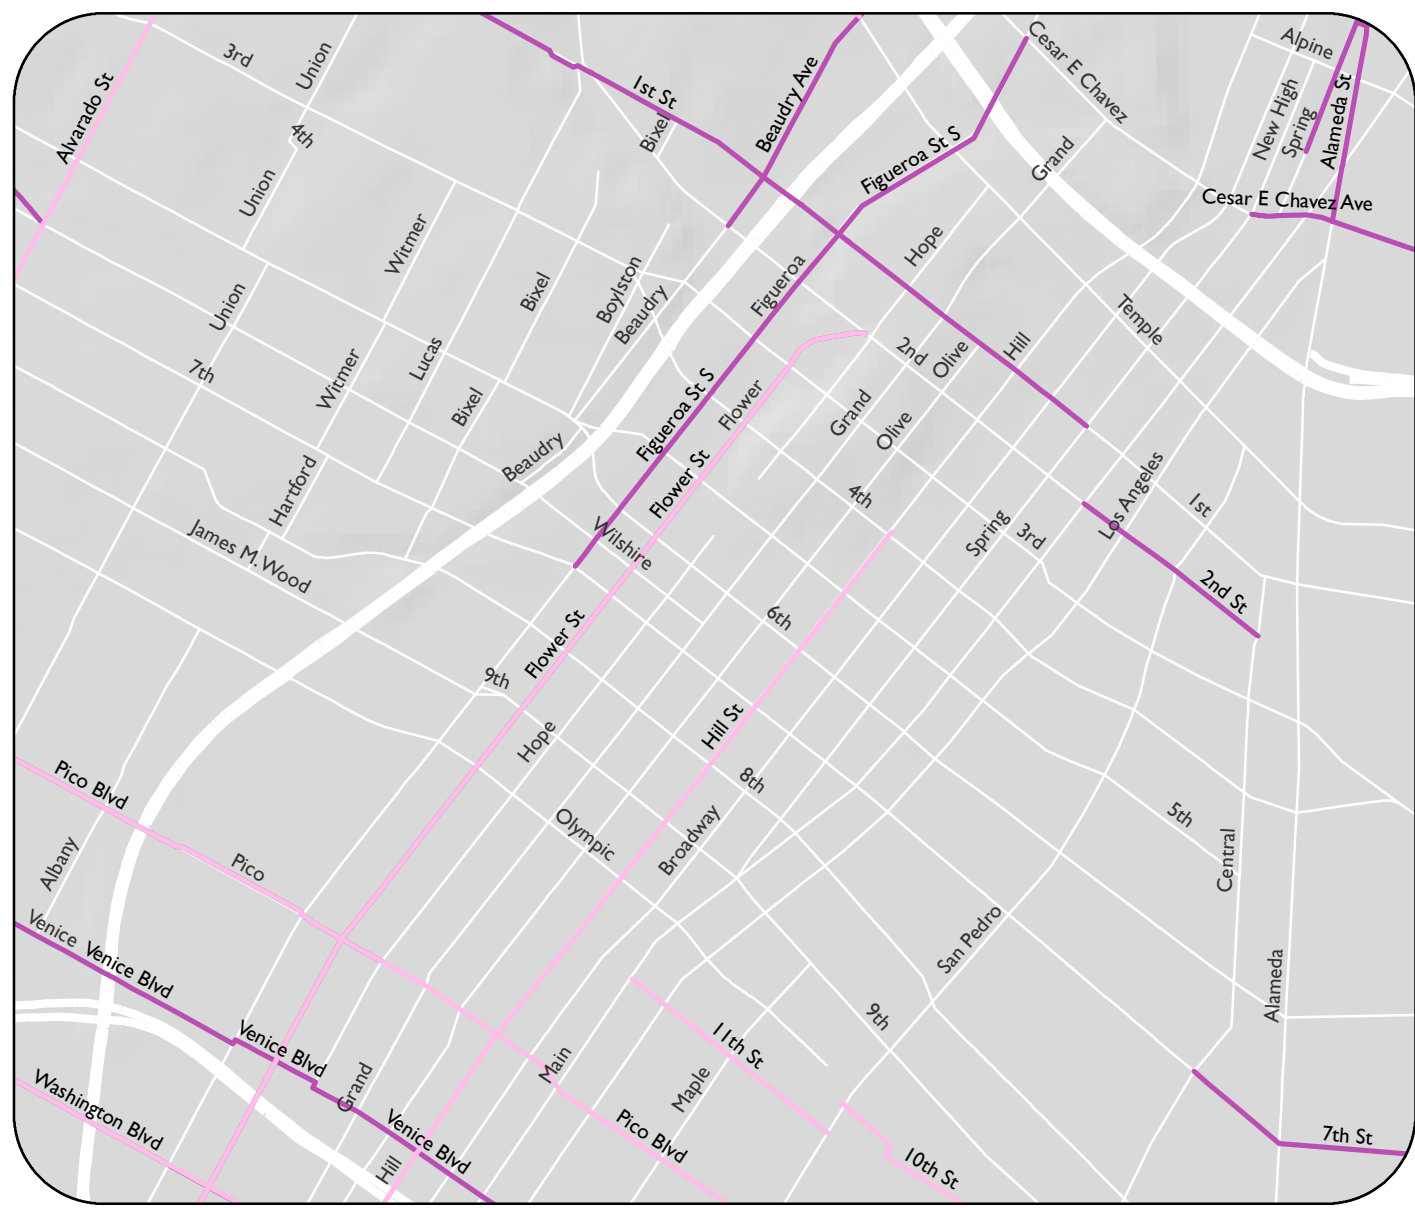 3rd
Union
Alvarado St
4th
1st St
Bixel
Beaudry Ave
Cesar E Chavez
Alpine
New High
Spring
Alameda St
Figueroa St S
Grand
Cesar E Chavez Ave
Union
Witmer
Hope
Union
Bixel
Boylston
Beaudry
Figueroa
Temple
7th
Witmer
Lucas
Bixel
2nd
Olive
Hill
Figueroa St S
Flower
Grand
Olive
Beaudry
Hartford
Flower St
4th
Los Angeles
1st
James M. Wood
Wilshire
Spring
3rd
2nd St
Flower St
6th
9th
Hope
Hill St
Pico Blvd
8th
Albany
Pico
Olympic
Broadway
5th
Central
Venice
Venice Blvd
San Pedro
Alameda
Venice Blvd
11th St
9th
Grand
Main
Maple
Washington Blvd
Venice Blvd
Pico Blvd
Hill
10th St
7th St